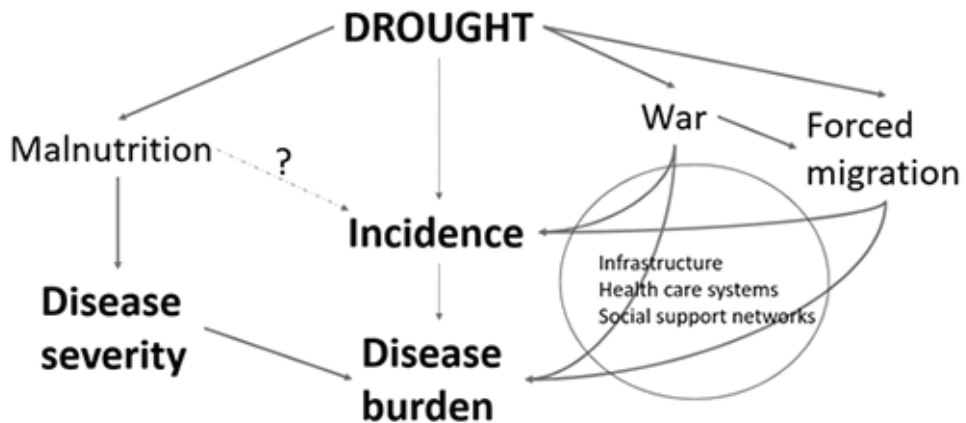 DROUGHT
War
Forced
migration
Malnutrition
?
Incidence
Infrastructure
Health care systems
Social support networks
Disease
severity
Disease
burden